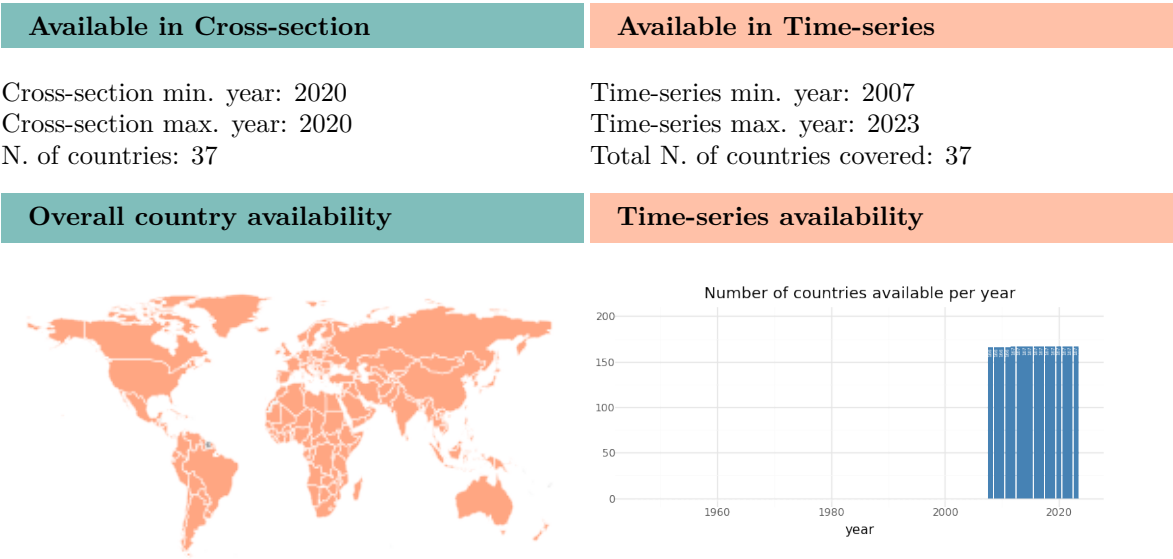 Available in Cross-section
Available in Time-series
Cross-section min. year: 2020
Cross-section max. year: 2020
N. of countries: 37
Time-series min. year: 2007
Time-series max. year: 2023
Total N. of countries covered: 37
Overall country availability
Time-series availability
Number of countries available per year
200
150
100
50
0
1960
1980
2000
2020
year